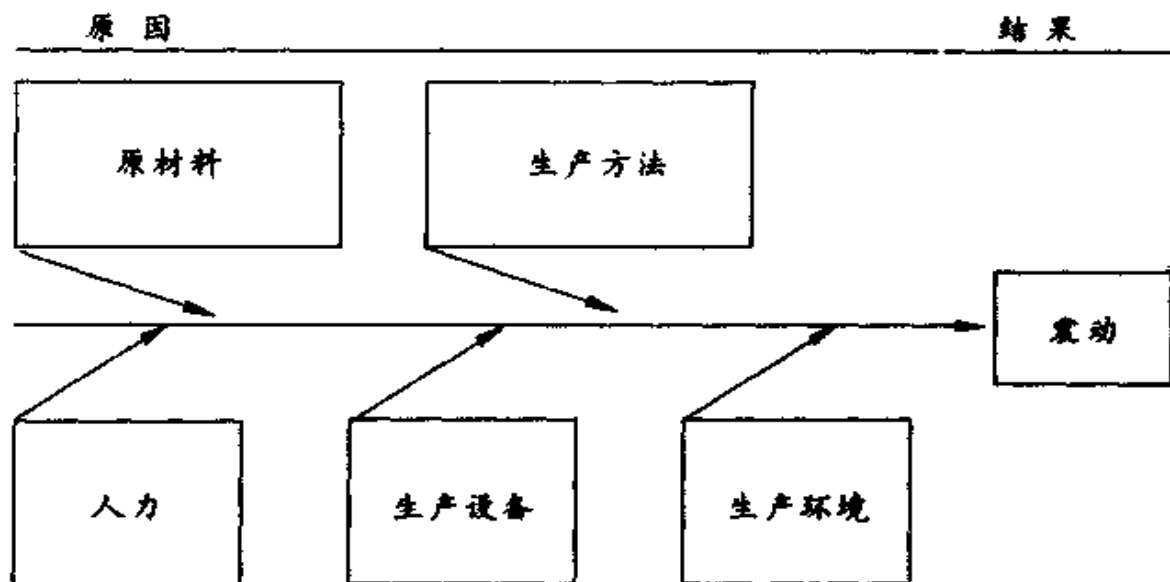 原因 结果
原材料 生产方法
震动
人力 生产设备 生产环境